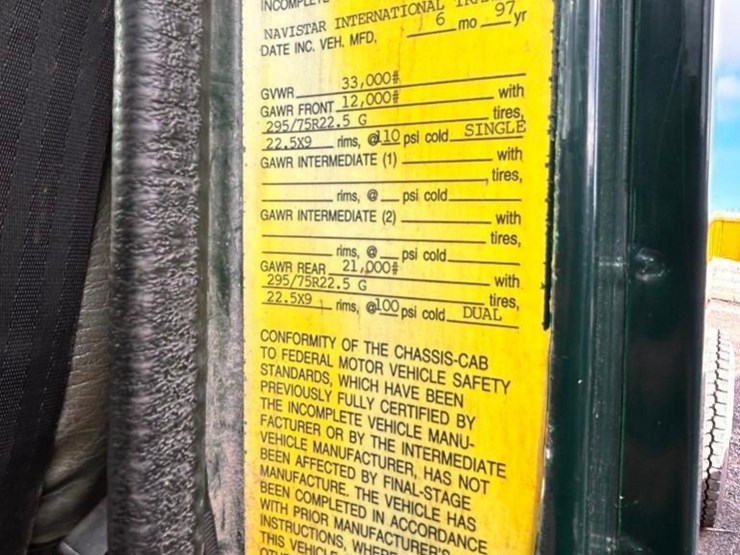 INCOMPLETE
NAVISTAR INTERNATIONAL
DATE INC. VEH. MFD. 6 mo 97 yr
GVWR 33,000#
GAWR FRONT 12,000# with
295/75R22.5 G tires,
22.5X9 rims, @110 psi cold SINGLE
GAWR INTERMEDIATE (1) with
tires,
rims, @ psi cold
GAWR INTERMEDIATE (2) with
tires,
rims, @ psi cold
GAWR REAR 21,000# with
295/75R22.5 G tires,
22.5X9 rims, @100 psi cold DUAL
CONFORMITY OF THE CHASSIS-CAB
TO FEDERAL MOTOR VEHICLE SAFETY
STANDARDS, WHICH HAVE BEEN
PREVIOUSLY FULLY CERTIFIED BY
THE INCOMPLETE VEHICLE MANU-
FACTURER OR BY THE INTERMEDIATE
VEHICLE MANUFACTURER, HAS NOT
BEEN AFFECTED BY FINAL-STAGE
MANUFACTURE. THE VEHICLE HAS
BEEN COMPLETED IN ACCORDANCE
WITH PRIOR MANUFACTURER'S
INSTRUCTIONS, WHERE
THIS VEHICLE